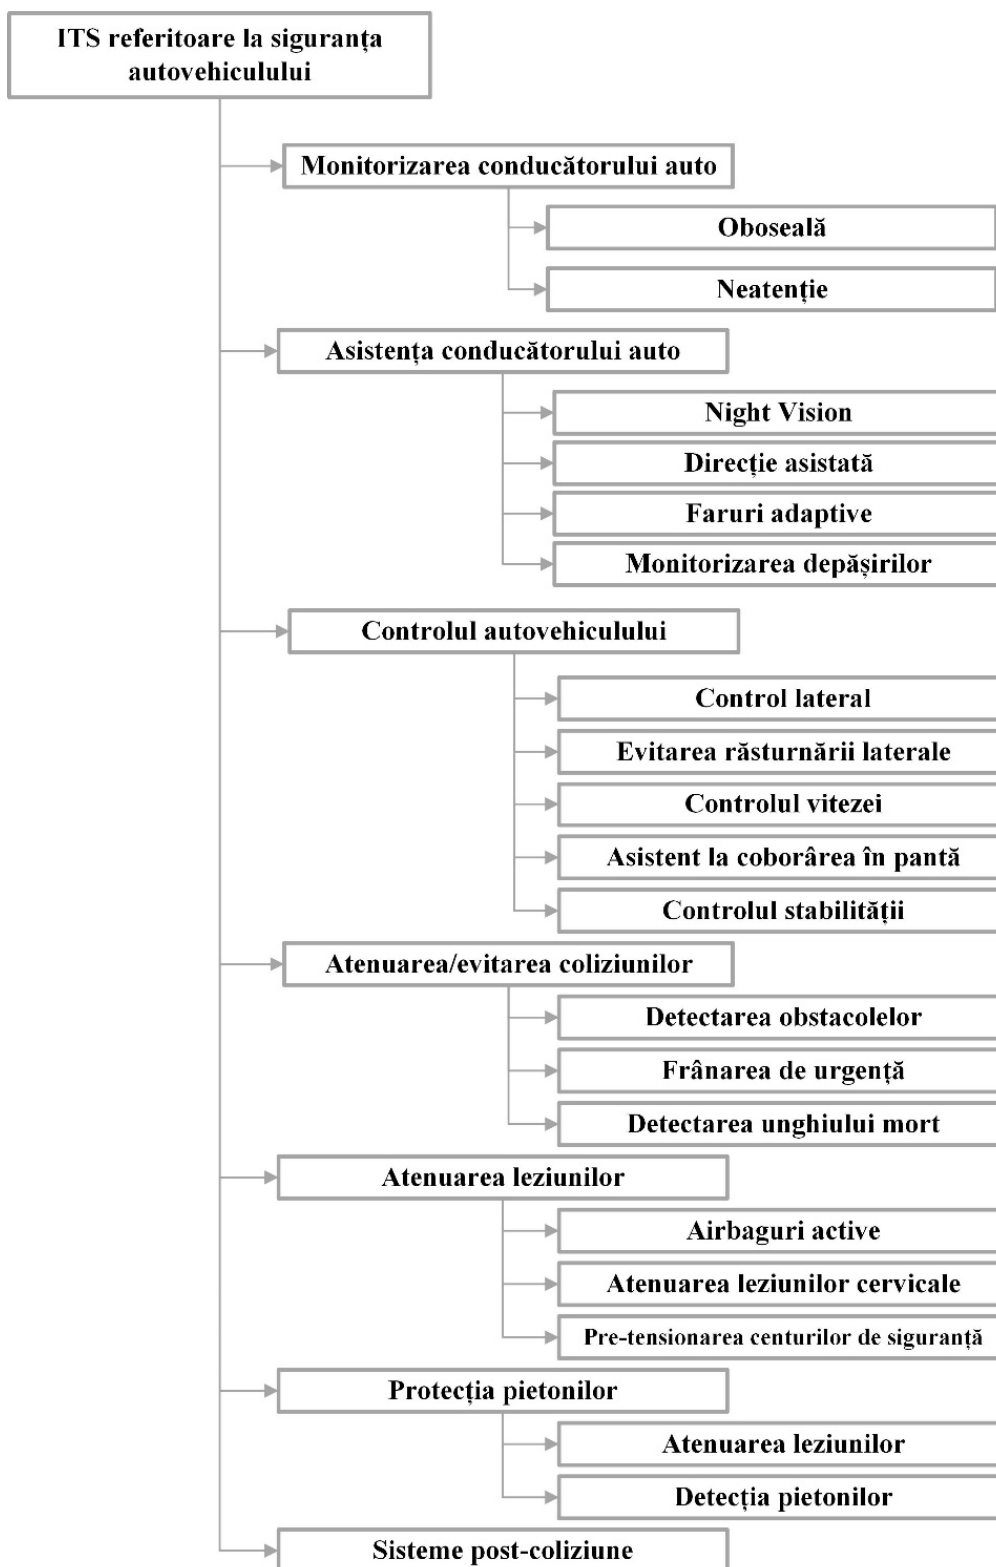 ITS referitoare la siguranța
autovehiculului
Monitorizarea conducătorului auto
Oboseală
Neatenție
Asistența conducătorului auto
Night Vision
Direcție asistată
Faruri adaptive
Monitorizarea depășirilor
Controlul autovehiculului
Control lateral
Evitarea răsturnării laterale
Controlul vitezei
Asistent la coborârea în pantă
Controlul stabilității
Atenuarea/evitarea coliziunilor
Detectarea obstacolelor
Frânarea de urgență
Detectarea unghiului mort
Atenuarea leziunilor
Airbaguri active
Atenuarea leziunilor cervicale
Pre-tensionarea centurilor de siguranță
Protecția pietonilor
Atenuarea leziunilor
Detecția pietonilor
Sisteme post-coliziune